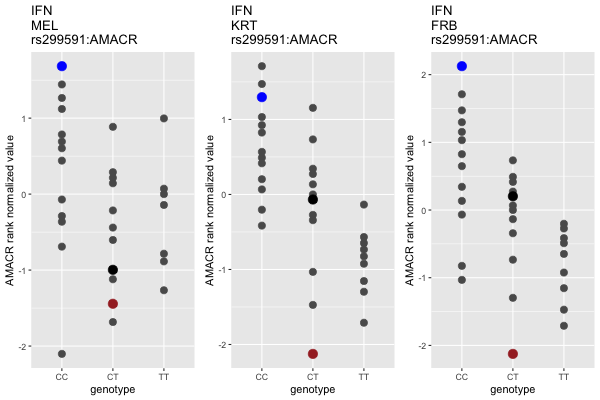 IFN
MEL
rs299591:AMACR
AMACR rank normalized value
1
0
-1
-2
CC CT TT
genotype
IFN
KRT
rs299591:AMACR
AMACR rank normalized value
1
0
-1
-2
CC CT TT
genotype
IFN
FRB
rs299591:AMACR
AMACR rank normalized value
2
1
0
-1
-2
CC CT TT
genotype